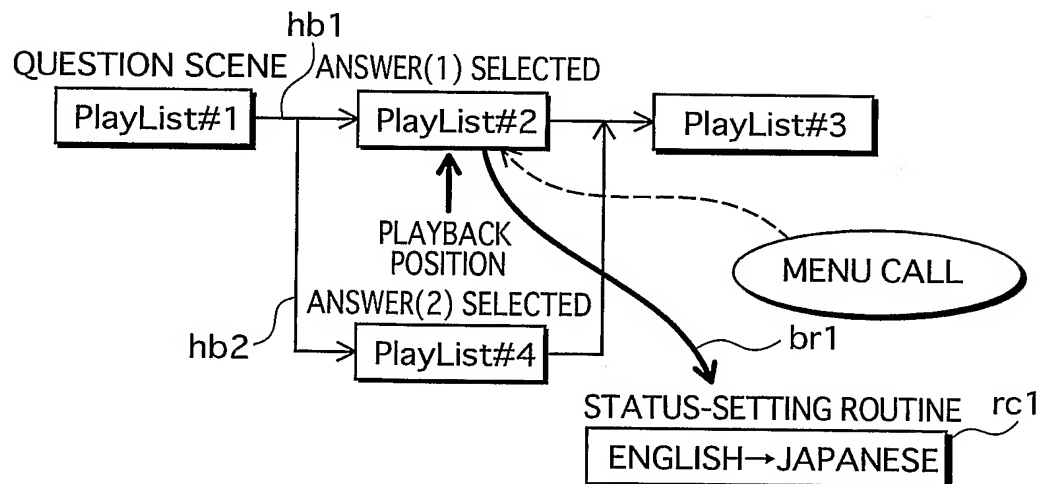 hb1
QUESTION SCENE
ANSWER(1) SELECTED
PlayList#1
PlayList#2
PlayList#3
PLAYBACK
POSITION
MENU CALL
ANSWER(2) SELECTED
hb2
PlayList#4
br1
STATUS-SETTING ROUTINE
rc1
ENGLISH→JAPANESE